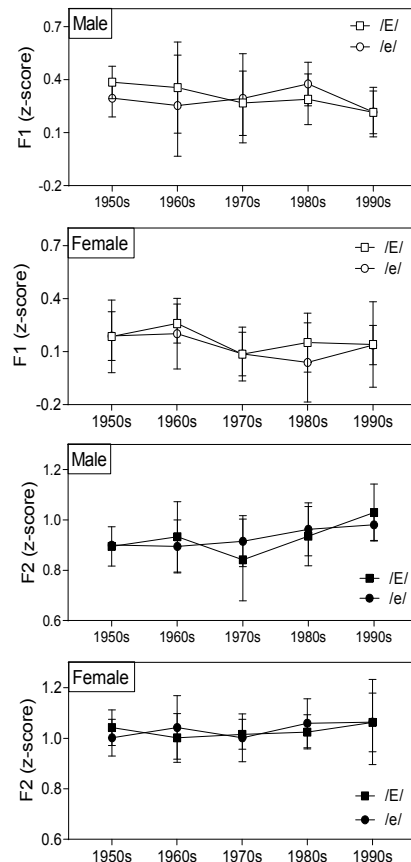 Male
F1 (z-score)
0.7
0.4
0.1
-0.2
/E/
/e/
1950s 1960s 1970s 1980s 1990s
Female
F1 (z-score)
0.7
0.4
0.1
-0.2
/E/
/e/
1950s 1960s 1970s 1980s 1990s
Male
F2 (z-score)
1.2
1.0
0.8
0.6
/E/
/e/
1950s 1960s 1970s 1980s 1990s
Female
F2 (z-score)
1.2
1.0
0.8
0.6
/E/
/e/
1950s 1960s 1970s 1980s 1990s